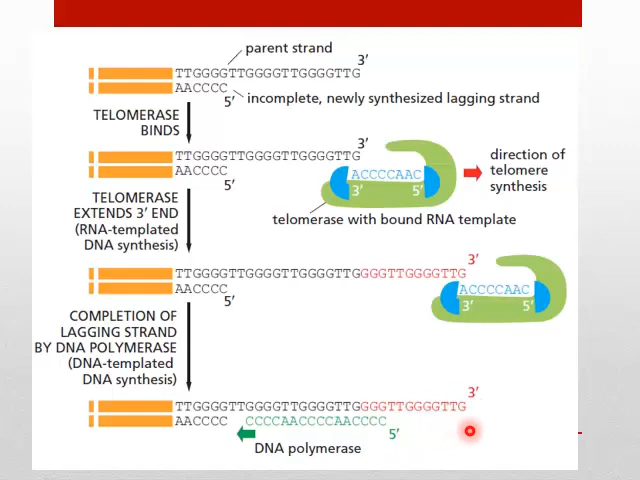 parent strand
3′
TTGGGGTTGGGGTTGGGGTTG
AACCCC
5′
incomplete, newly synthesized lagging strand
TELOMERASE
BINDS
3′
TTGGGGTTGGGGTTGGGGTTG
AACCCC
5′
ACCCCAAC
3′ 5′
direction of
telomere
synthesis
telomerase with bound RNA template
TELOMERASE
EXTENDS 3′ END
(RNA-templated
DNA synthesis)
3′
TTGGGGTTGGGGTTGGGGTTGGGGTTGGGGTTG
AACCCC
5′
ACCCCAAC
3′ 5′
COMPLETION OF
LAGGING STRAND
BY DNA POLYMERASE
(DNA-templated
DNA synthesis)
3′
TTGGGGTTGGGGTTGGGGTTGGGGTTGGGGTTG
AACCCC CCCCAACCCCAACCCC
5′
DNA polymerase